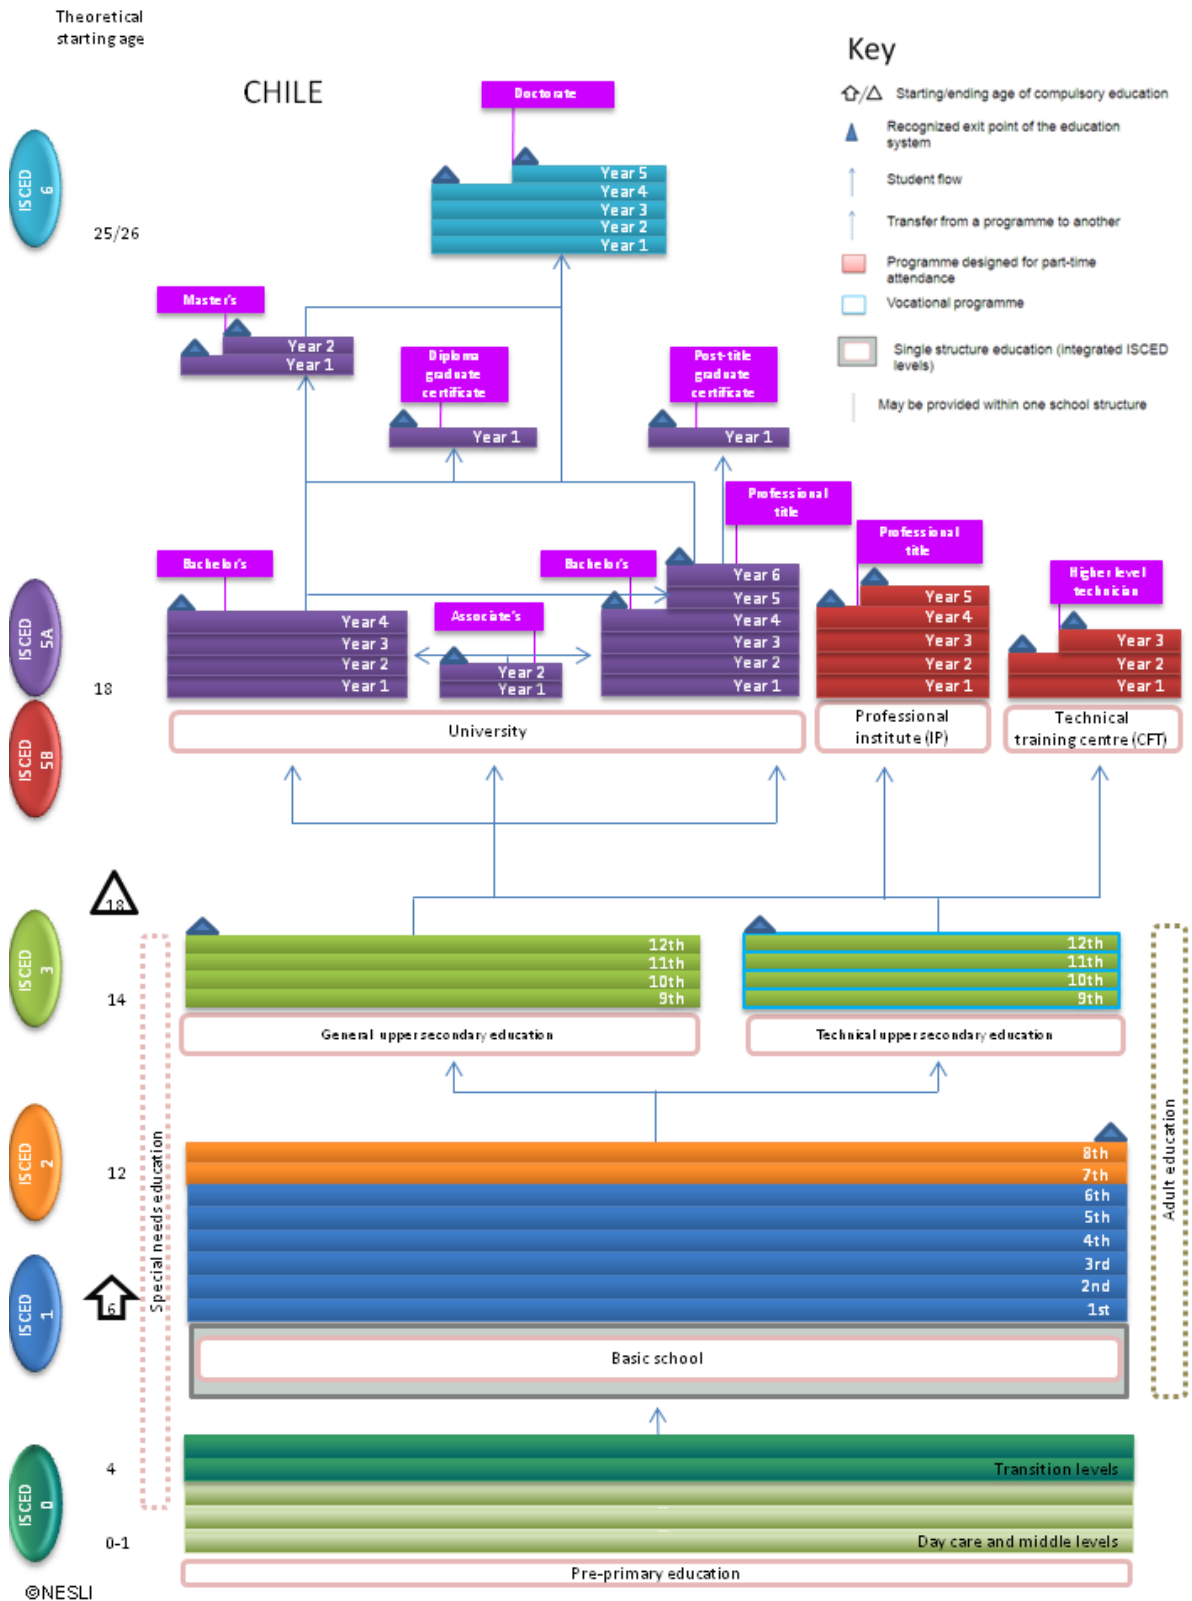 Theoretical
starting age
CHILE
Key
Starting/ending age of compulsory education
Recognized exit point of the education
system
Student flow
Transfer from a programme to another
Programme designed for part-time
attendance
Vocational programme
Single structure education (integrated ISCED
levels)
May be provided within one school structure
ISCED
6
25/26
Doctorate
Year 5
Year 4
Year 3
Year 2
Year 1
Master's
Year 2
Year 1
Diploma
graduate
certificate
Year 1
Post-title
graduate
certificate
Year 1
ISCED
5A
18
ISCED
5B
Bachelor's
Year 4
Year 3
Year 2
Year 1
Associate's
Year 2
Year 1
Bachelor's
Professional
title
Year 6
Year 5
Year 4
Year 3
Year 2
Year 1
Professional
title
Year 5
Year 4
Year 3
Year 2
Year 1
Higher level
technician
Year 3
Year 2
Year 1
University
Professional
institute (IP)
Technical
training centre (CFT)
18
ISCED
3
14
12th
11th
10th
9th
General upper secondary education
12th
11th
10th
9th
Technical upper secondary education
Special needs education
Adult education
ISCED
2
12
8th
7th
6th
5th
4th
3rd
2nd
1st
ISCED
1
6
Basic school
ISCED
0
4
Transition levels
0-1
Day care and middle levels
Pre-primary education
©NESLI